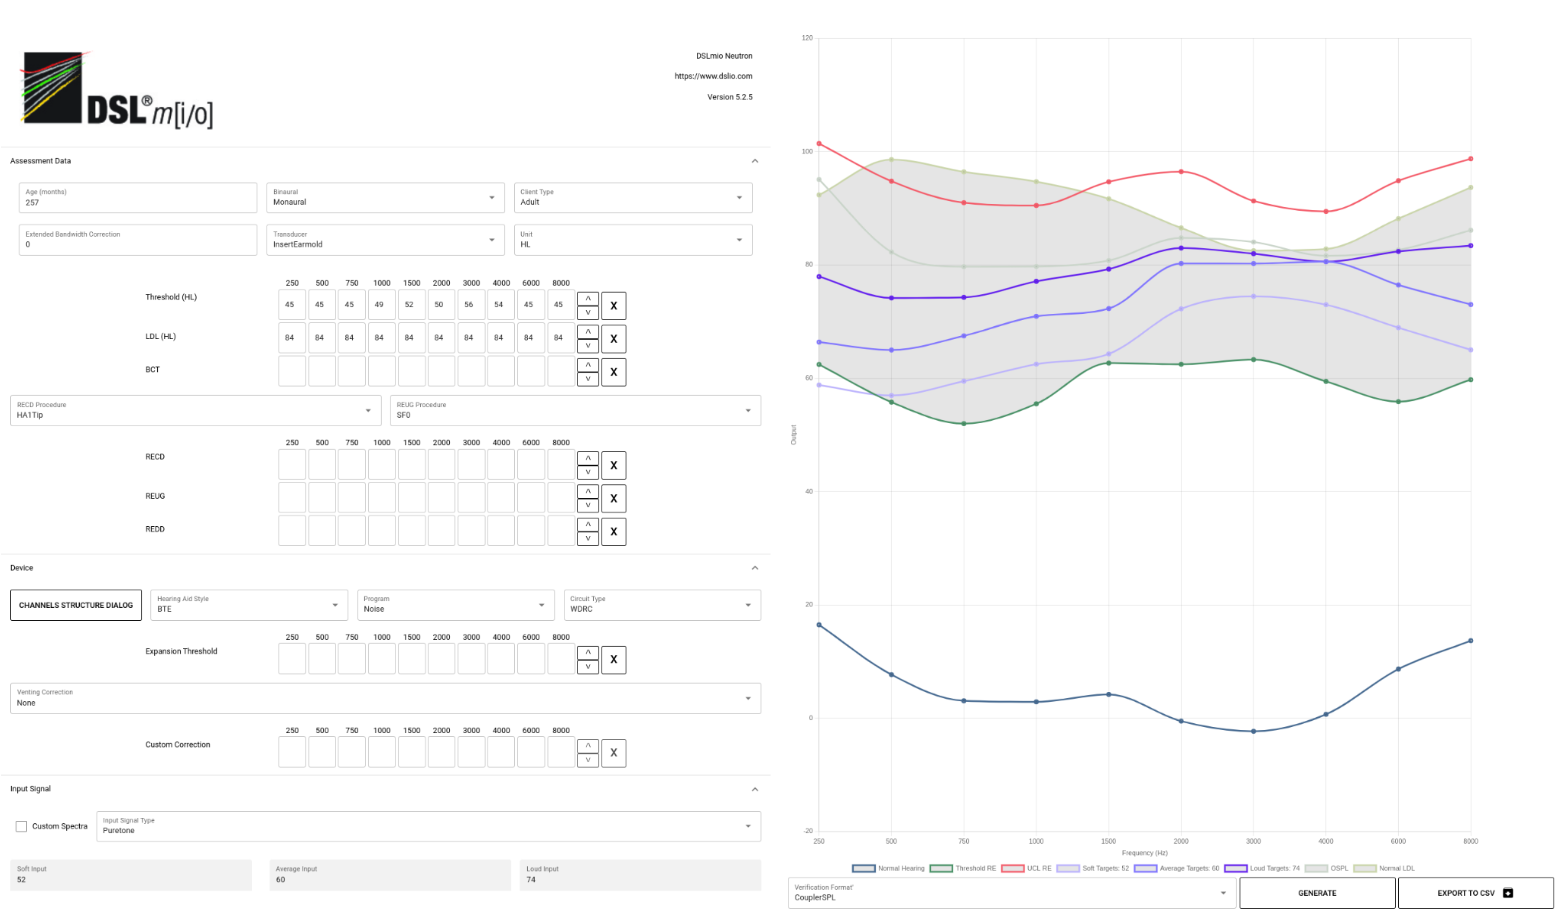 DSL® m[i/o]
DSLmio Neutron
https://www.dslio.com
Version 5.2.5
Assessment Data
Age (months) Binaural Client Type
257 Monaural Adult
Extended Bandwidth Correction Transducer Unit
0 InsertEarmold HL
250 500 750 1000 1500 2000 3000 4000 6000 8000
Threshold (HL) 45 45 45 49 52 50 56 54 45 45 ^ v X
LDL (HL) 84 84 84 84 84 84 84 84 84 84 ^ v X
BCT ^ v X
RECD Procedure REUG Procedure
HA1Tip SF0
250 500 750 1000 1500 2000 3000 4000 6000 8000
RECD ^ v X
REUG ^ v X
REDD ^ v X
Device
CHANNELS STRUCTURE DIALOG
Hearing Aid Style Program Circuit Type
BTE Noise WDRC
250 500 750 1000 1500 2000 3000 4000 6000 8000
Expansion Threshold ^ v X
Venting Correction
None
250 500 750 1000 1500 2000 3000 4000 6000 8000
Custom Correction ^ v X
Input Signal
Custom Spectra
Input Signal Type
Puretone
Soft Input Average Input Loud Input
52 60 74
120
100
80
60
40
20
0
-20
Output
250 500 750 1000 1500 2000 3000 4000 6000 8000
Frequency (Hz)
Normal Hearing Threshold RE UCL RE Soft Targets: 52 Average Targets: 60 Loud Targets: 74 OSPL Normal LDL
Verification Format'
CouplerSPL
GENERATE
EXPORT TO CSV